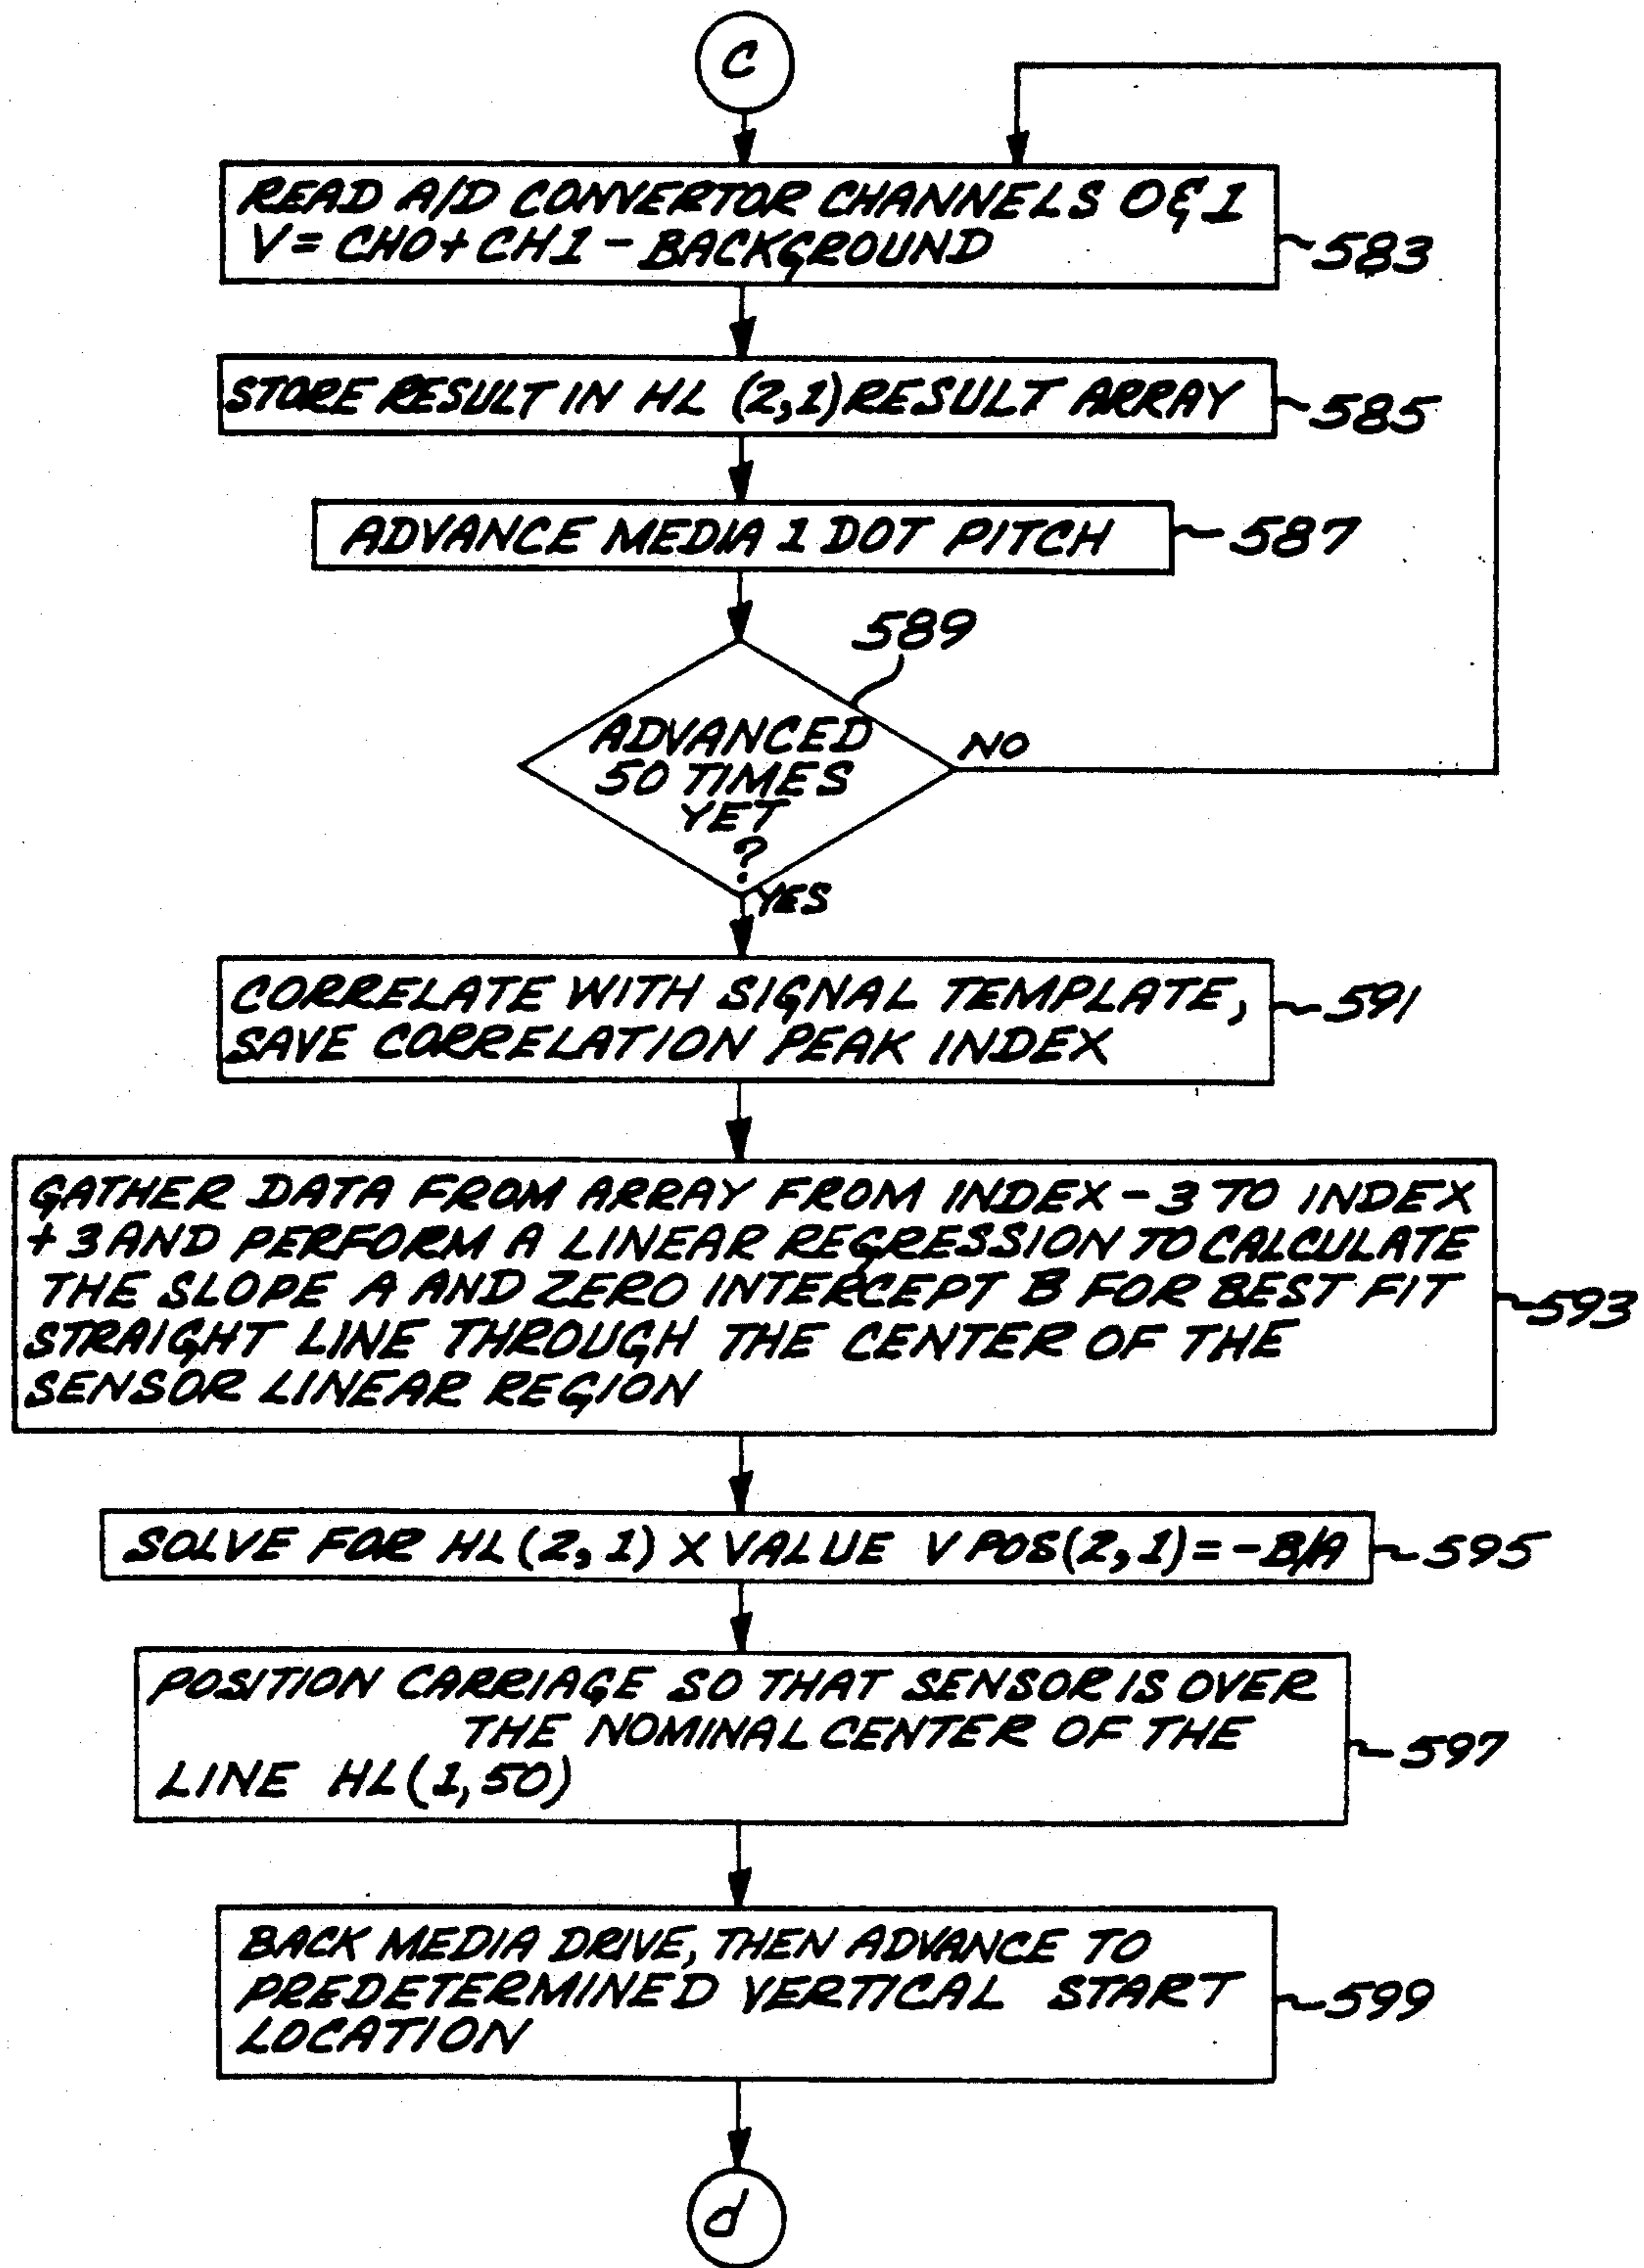 C
READ A/D CONVERTOR CHANNELS 0 & 1
V = CH0 + CH1 - BACKGROUND
583
STORE RESULT IN HL (2,1) RESULT ARRAY
585
ADVANCE MEDIA 1 DOT PITCH
587
589
ADVANCED
50 TIMES
YET
?
NO
YES
CORRELATE WITH SIGNAL TEMPLATE,
SAVE CORRELATION PEAK INDEX
591
GATHER DATA FROM ARRAY FROM INDEX - 3 TO INDEX
+ 3 AND PERFORM A LINEAR REGRESSION TO CALCULATE
THE SLOPE A AND ZERO INTERCEPT B FOR BEST FIT
STRAIGHT LINE THROUGH THE CENTER OF THE
SENSOR LINEAR REGION
593
SOLVE FOR HL (2,1) X VALUE V POS (2,1) = -B/A
595
POSITION CARRIAGE SO THAT SENSOR IS OVER
THE NOMINAL CENTER OF THE
LINE HL (1,50)
597
BACK MEDIA DRIVE, THEN ADVANCE TO
PREDETERMINED VERTICAL START
LOCATION
599
d